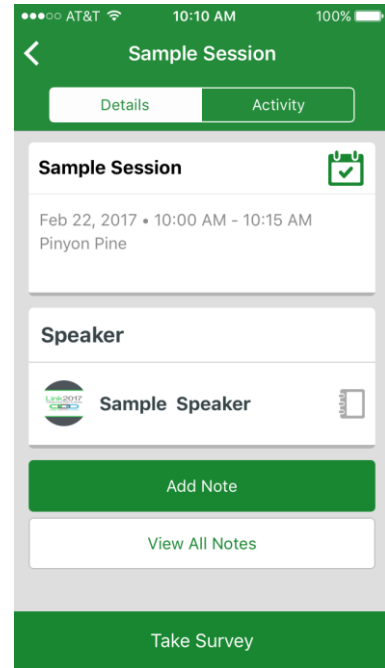 AT&T 10:10 AM 100%
Sample Session
Details Activity
Sample Session
Feb 22, 2017 • 10:00 AM - 10:15 AM
Pinyon Pine
Speaker
Link2017
Sample Speaker
Add Note
View All Notes
Take Survey